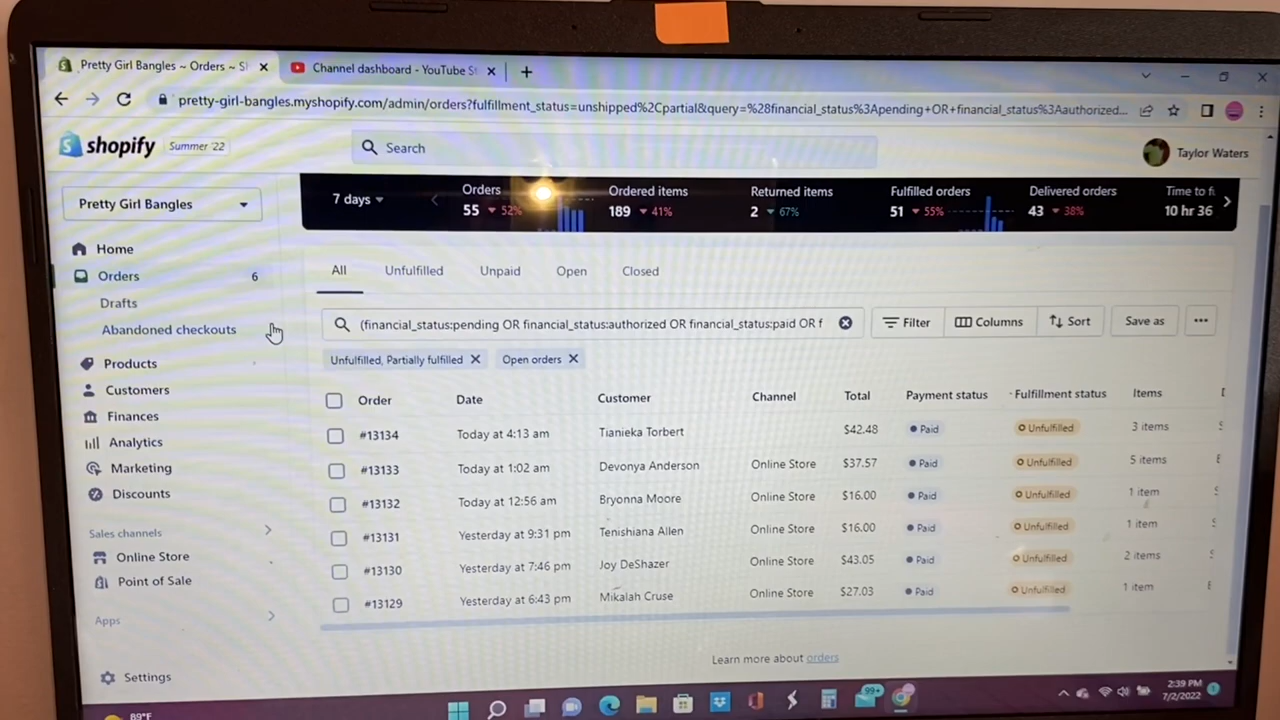 Pretty Girl Bangles ~ Orders ~ S
Channel dashboard - YouTube S
pretty-girl-bangles.myshopify.com/admin/orders?fulfillment_status=unshipped%2Cpartial&query=%28financial_status%3Apending+OR+financial_status%3Aauthorized...
shopify Summer '22
Search
Taylor Waters
Pretty Girl Bangles
7 days
Orders Ordered items Returned items Fulfilled orders Delivered orders Time to
55 52% 189 41% 2 67% 51 55% 43 38% 10 hr 36
Home
Orders 6
Drafts
Abandoned checkouts
Products
Customers
Finances
Analytics
Marketing
Discounts
Sales channels
Online Store
Point of Sale
Apps
Settings
All Unfulfilled Unpaid Open Closed
(financial_status:pending OR financial_status:authorized OR financial_status:paid OR f
Filter Columns Sort Save as ...
Unfulfilled, Partially fulfilled Open orders
Order Date Customer Channel Total Payment status Fulfillment status Items
#13134 Today at 4:13 am Tianieka Torbert $42.48 Paid Unfulfilled 3 items
#13133 Today at 1:02 am Devonya Anderson Online Store $37.57 Paid Unfulfilled 5 items
#13132 Today at 12:56 am Bryonna Moore Online Store $16.00 Paid Unfulfilled 1 item
#13131 Yesterday at 9:31 pm Tenishiana Allen Online Store $16.00 Paid Unfulfilled 1 item
#13130 Yesterday at 7:46 pm Joy DeShazer Online Store $43.05 Paid Unfulfilled 2 items
#13129 Yesterday at 6:43 pm Mikalah Cruse Online Store $27.03 Paid Unfulfilled 1 item
Learn more about orders
89°F
99+
2:39 PM
7/2/2022